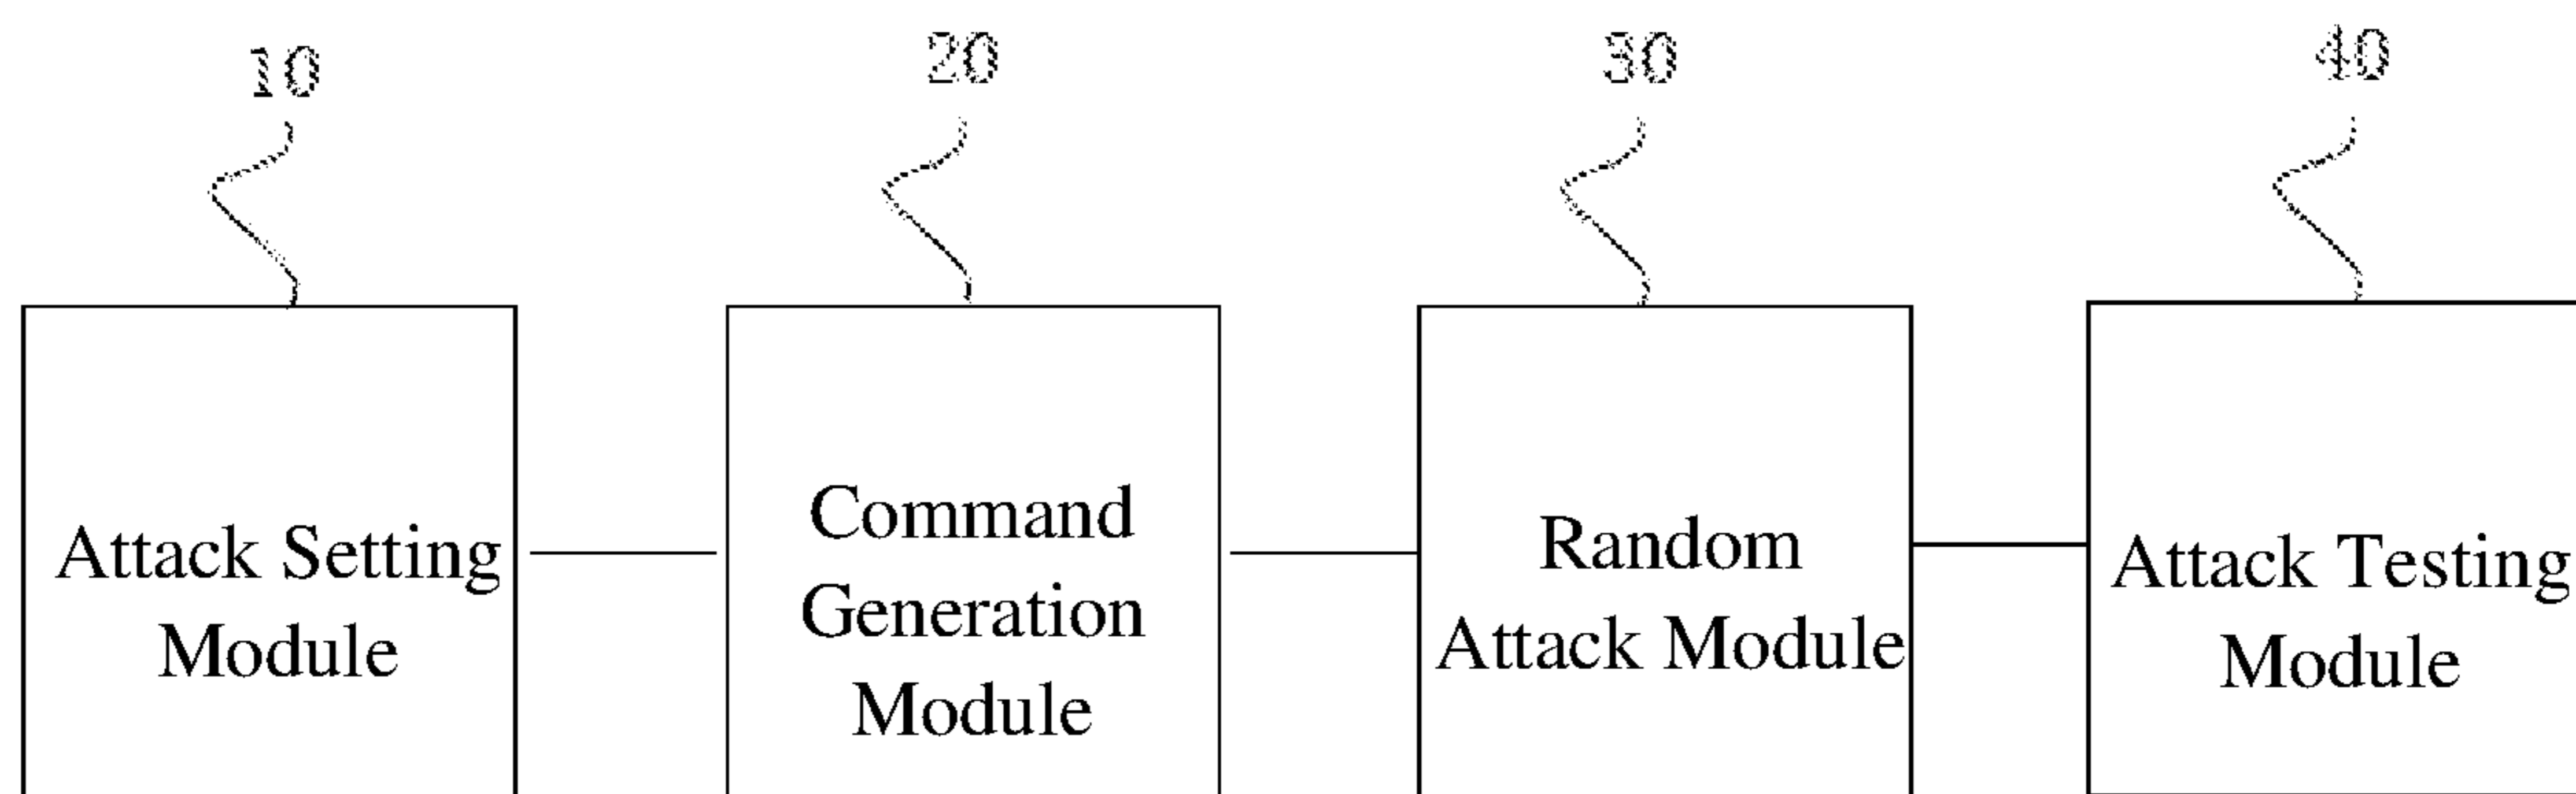 10
20
30
40
Attack Setting
Module
Command
Generation
Module
Random
Attack Module
Attack Testing
Module